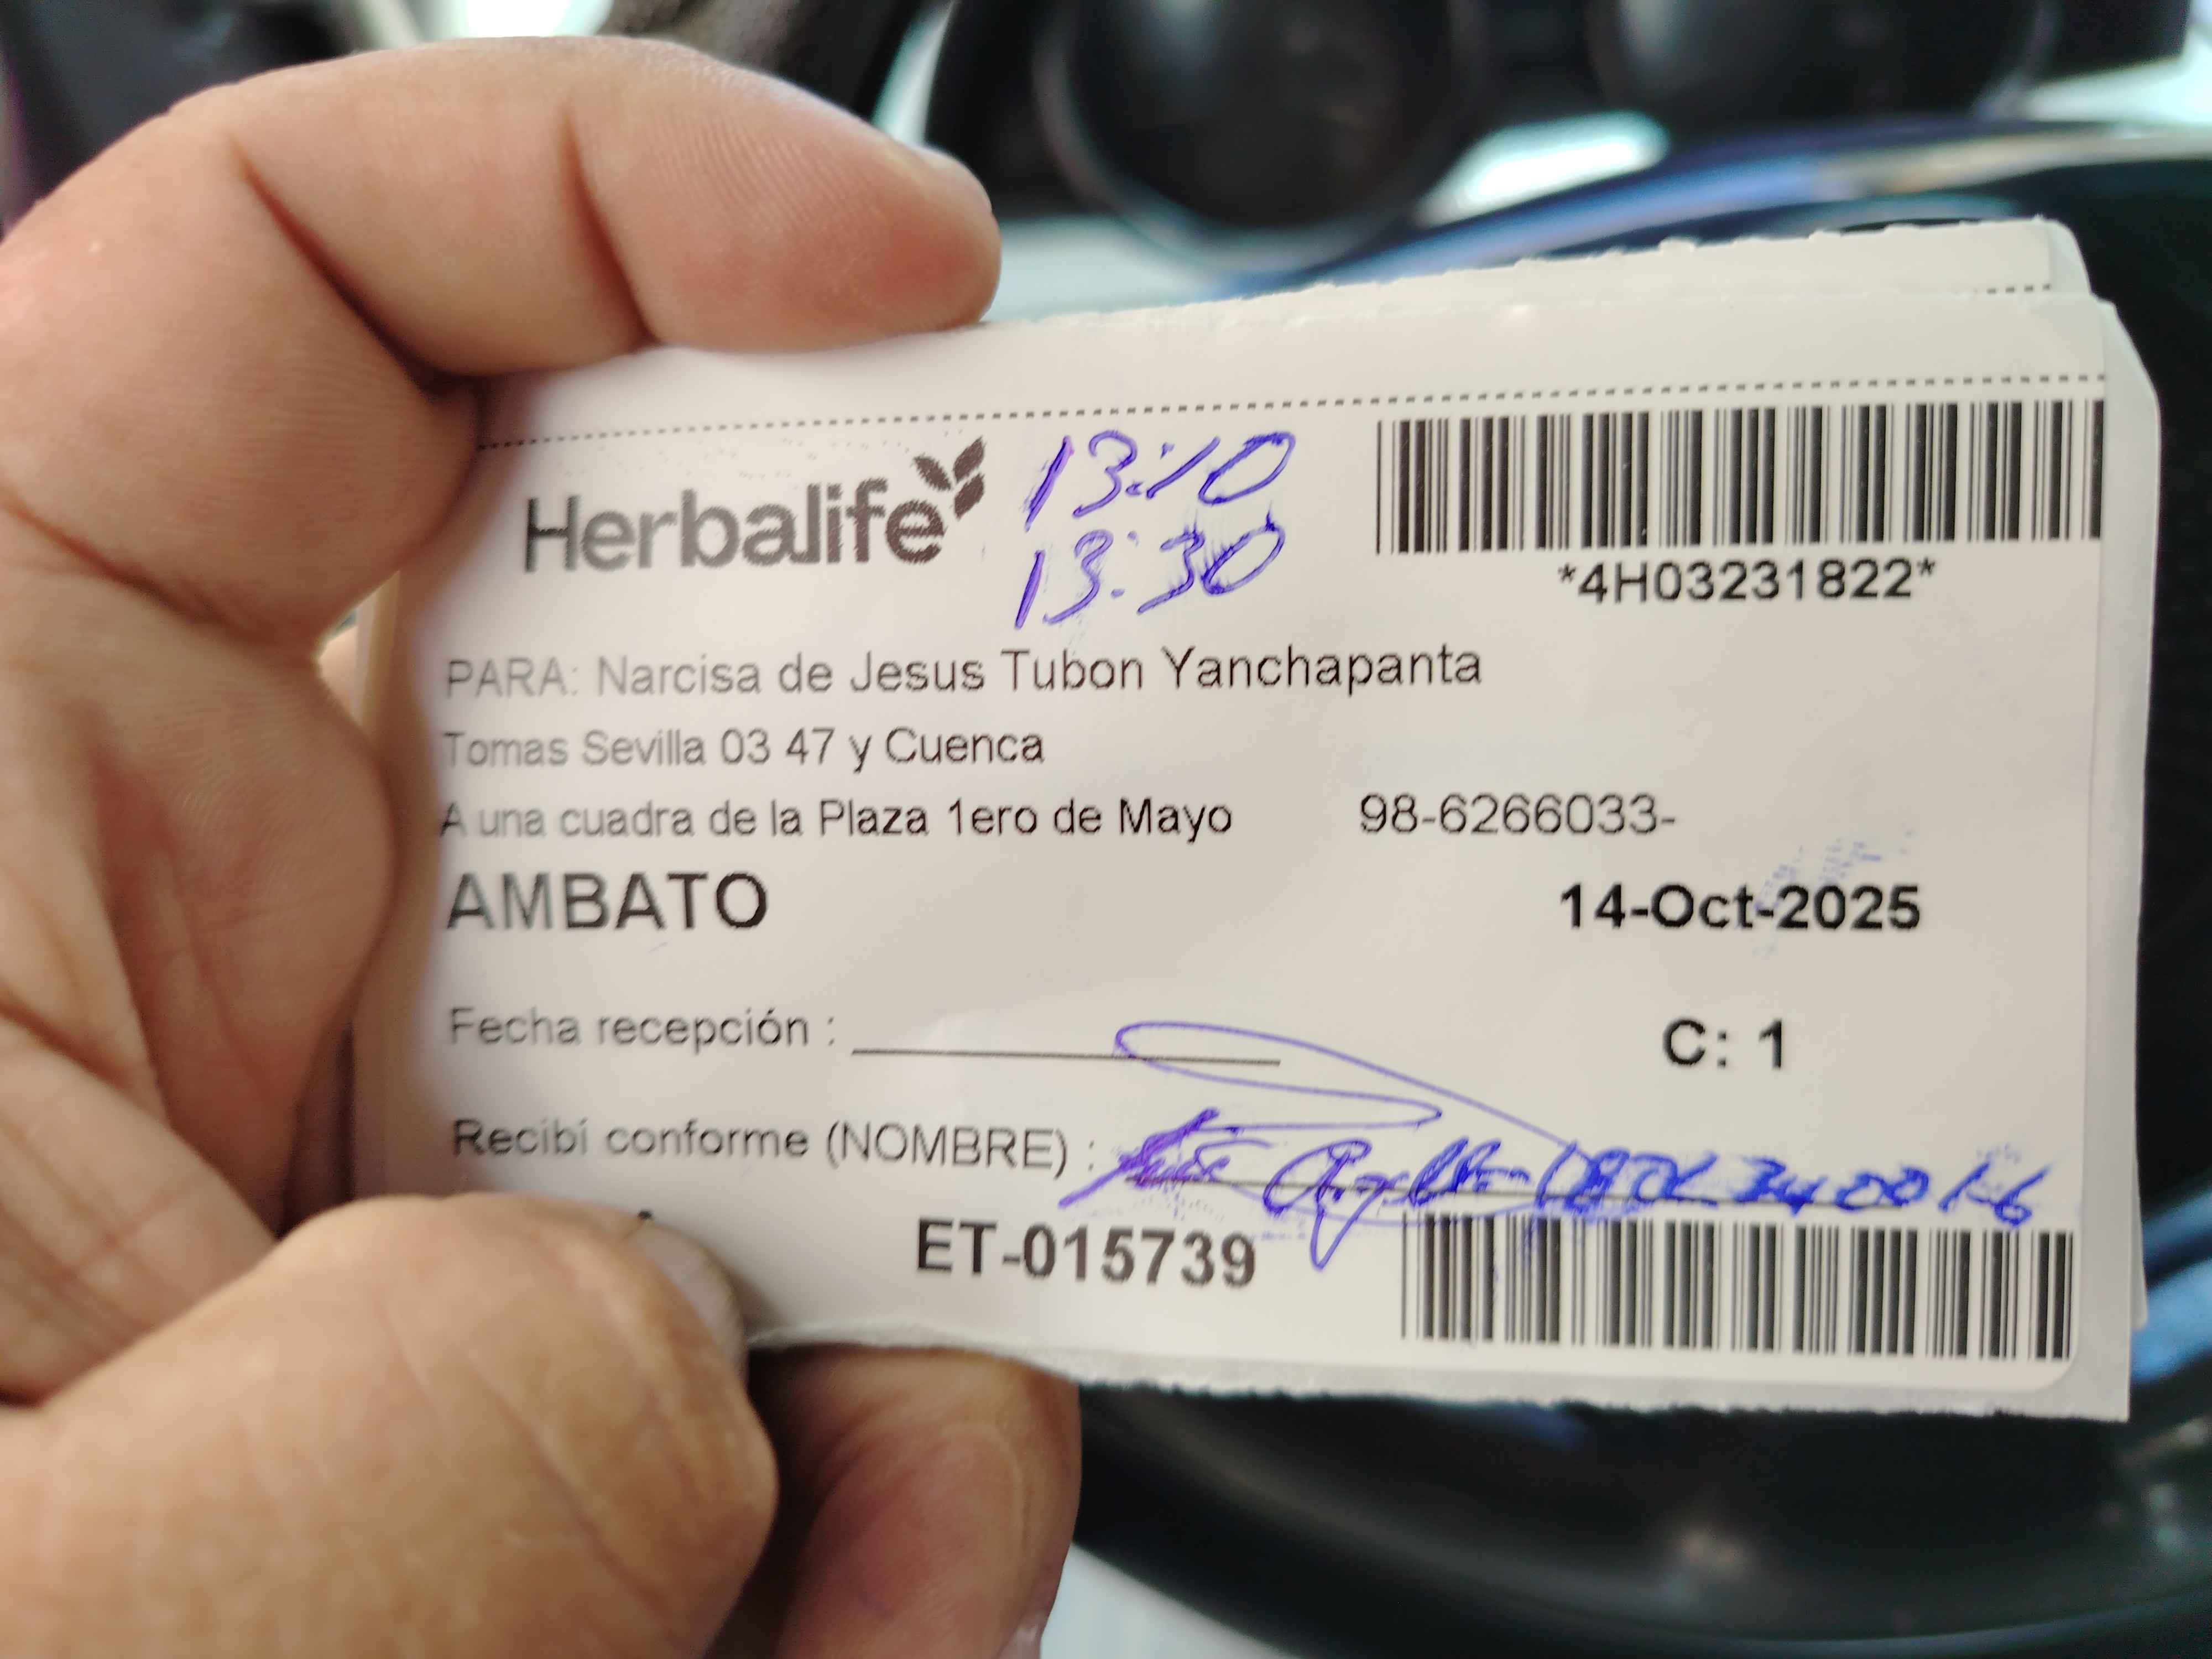 Herbalife
13:10
13:30
*4H03231822*
PARA: Narcisa de Jesus Tubon Yanchapanta
Tomas Sevilla 03 47 y Cuenca
A una cuadra de la Plaza 1ero de Mayo 98-6266033-
AMBATO 14-Oct-2025
Fecha recepción : C: 1
Recibí conforme (NOMBRE) :
ET-015739